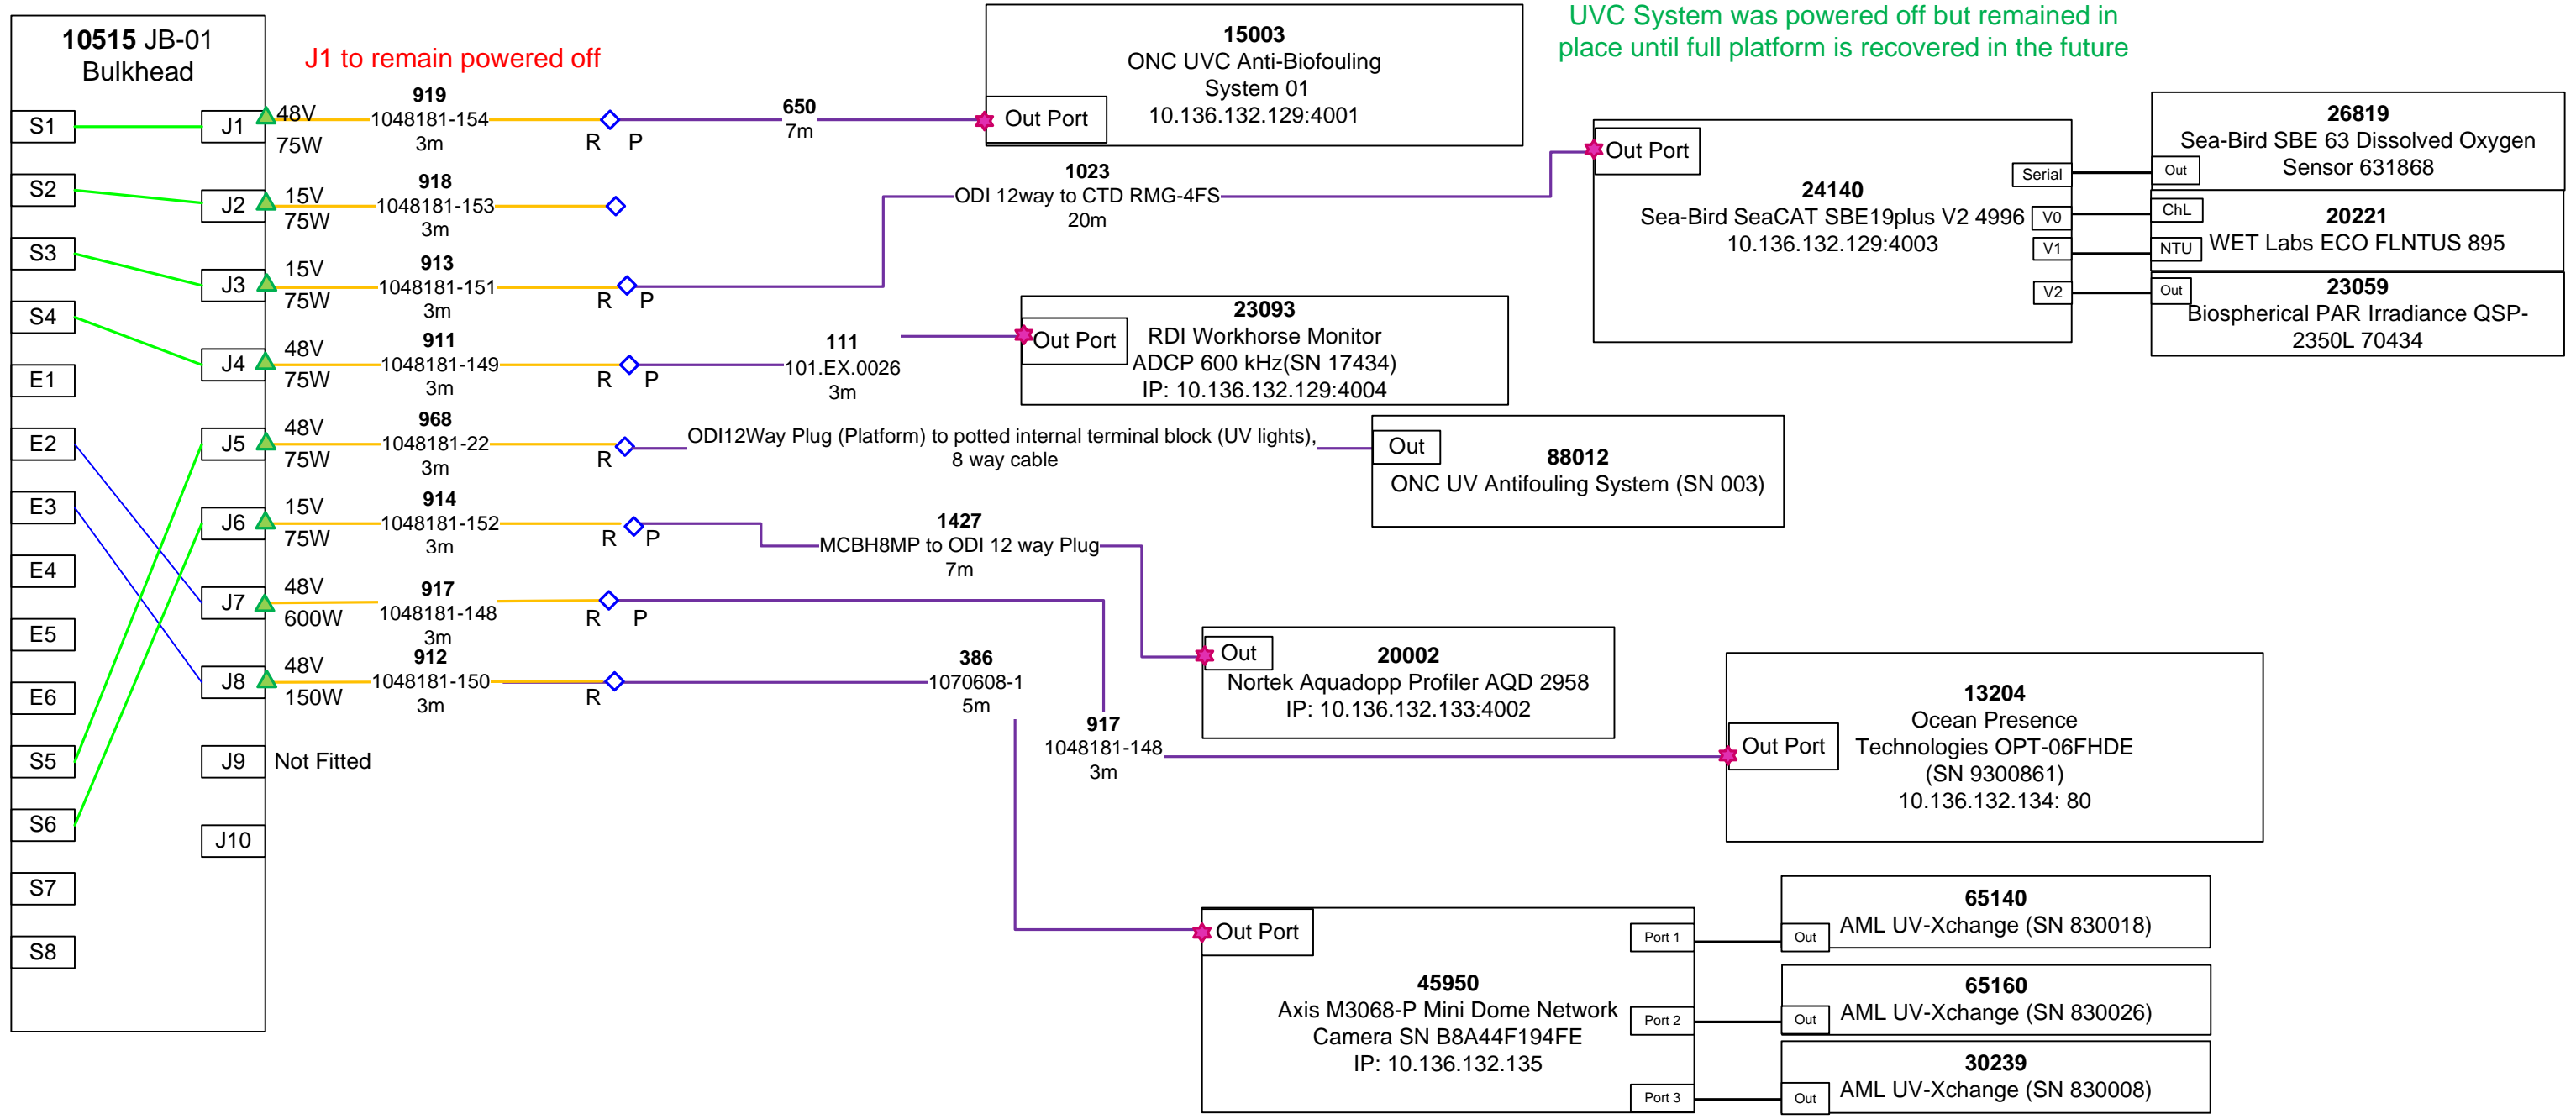 10515 JB-01
Bulkhead
J1 to remain powered off
UVC System was powered off but remained in
place until full platform is recovered in the future
S1
S2
S3
S4
E1
E2
E3
E4
E5
E6
S5
S6
S7
S8
J1
48V
75W
919
1048181-154
3m
R P
650
7m
Out Port
15003
ONC UVC Anti-Biofouling
System 01
10.136.132.129:4001
J2
15V
75W
918
1048181-153
3m
J3
15V
75W
913
1048181-151
3m
R P
1023
ODI 12way to CTD RMG-4FS
20m
Out Port
24140
Sea-Bird SeaCAT SBE19plus V2 4996
10.136.132.129:4003
Serial
V0
V1
V2
Out
26819
Sea-Bird SBE 63 Dissolved Oxygen
Sensor 631868
ChL
NTU
20221
WET Labs ECO FLNTUS 895
Out
23059
Biospherical PAR Irradiance QSP-
2350L 70434
J4
48V
75W
911
1048181-149
3m
R P
111
101.EX.0026
3m
Out Port
23093
RDI Workhorse Monitor
ADCP 600 kHz(SN 17434)
IP: 10.136.132.129:4004
J5
48V
75W
968
1048181-22
3m
R
ODI12Way Plug (Platform) to potted internal terminal block (UV lights),
8 way cable
Out
88012
ONC UV Antifouling System (SN 003)
J6
15V
75W
914
1048181-152
3m
R P
1427
MCBH8MP to ODI 12 way Plug
7m
Out
20002
Nortek Aquadopp Profiler AQD 2958
IP: 10.136.132.133:4002
J7
48V
600W
917
1048181-148
3m
R P
917
1048181-148
3m
Out Port
13204
Ocean Presence
Technologies OPT-06FHDE
(SN 9300861)
10.136.132.134: 80
J8
48V
150W
912
1048181-150
3m
R
386
1070608-1
5m
Out Port
45950
Axis M3068-P Mini Dome Network
Camera SN B8A44F194FE
IP: 10.136.132.135
Port 1
Port 2
Port 3
Out
65140
AML UV-Xchange (SN 830018)
Out
65160
AML UV-Xchange (SN 830026)
Out
30239
AML UV-Xchange (SN 830008)
J9
Not Fitted
J10